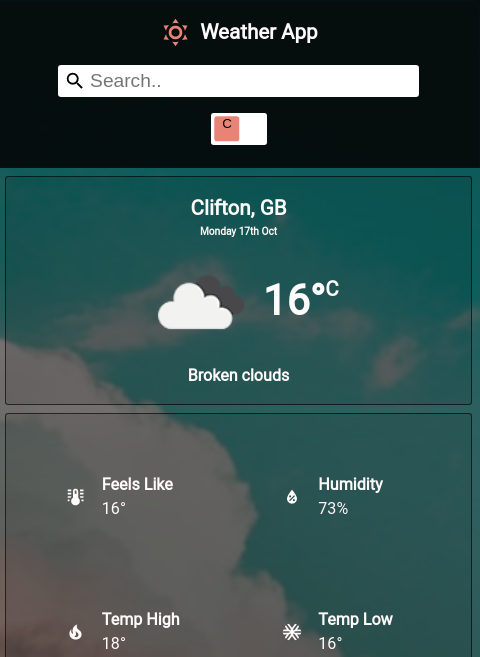 Weather App
Search..
C
Clifton, GB
Monday 17th Oct
16°C
Broken clouds
Feels Like
16°
Humidity
73%
Temp High
18°
Temp Low
16°